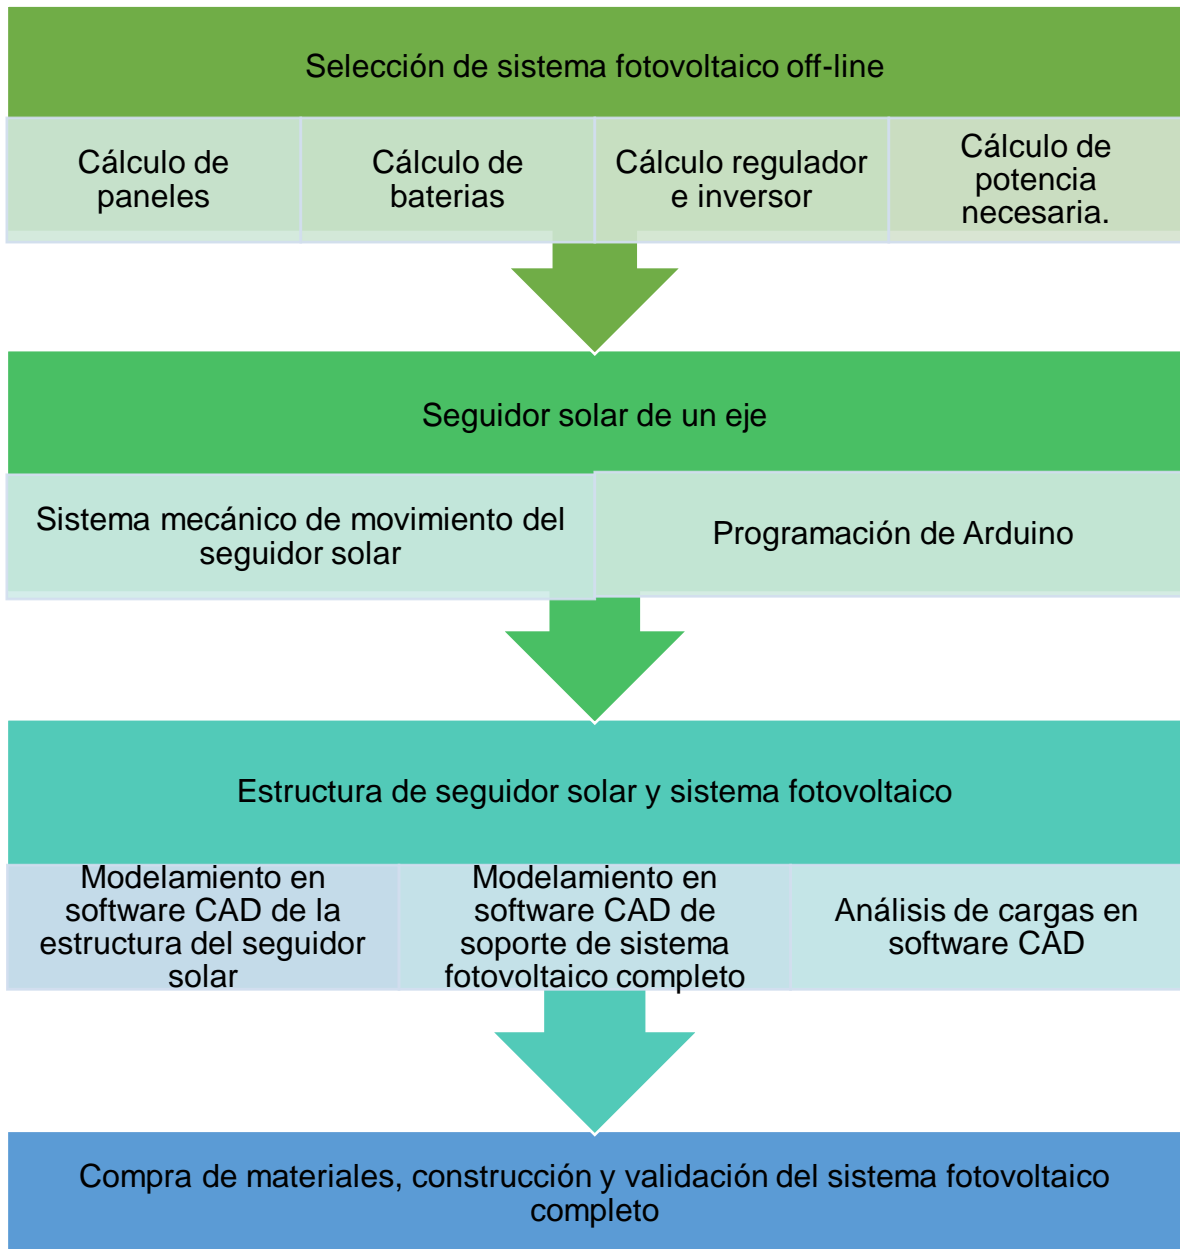 Selección de sistema fotovoltaico off-line
Cálculo de
paneles
Cálculo de
baterias
Cálculo regulador
e inversor
Cálculo de
potencia
necesaria.
Seguidor solar de un eje
Sistema mecánico de movimiento del
seguidor solar
Programación de Arduino
Estructura de seguidor solar y sistema fotovoltaico
Modelamiento en
software CAD de la
estructura del seguidor
solar
Modelamiento en
software CAD de
soporte de sistema
fotovoltaico completo
Análisis de cargas en
software CAD
Compra de materiales, construcción y validación del sistema fotovoltaico
completo